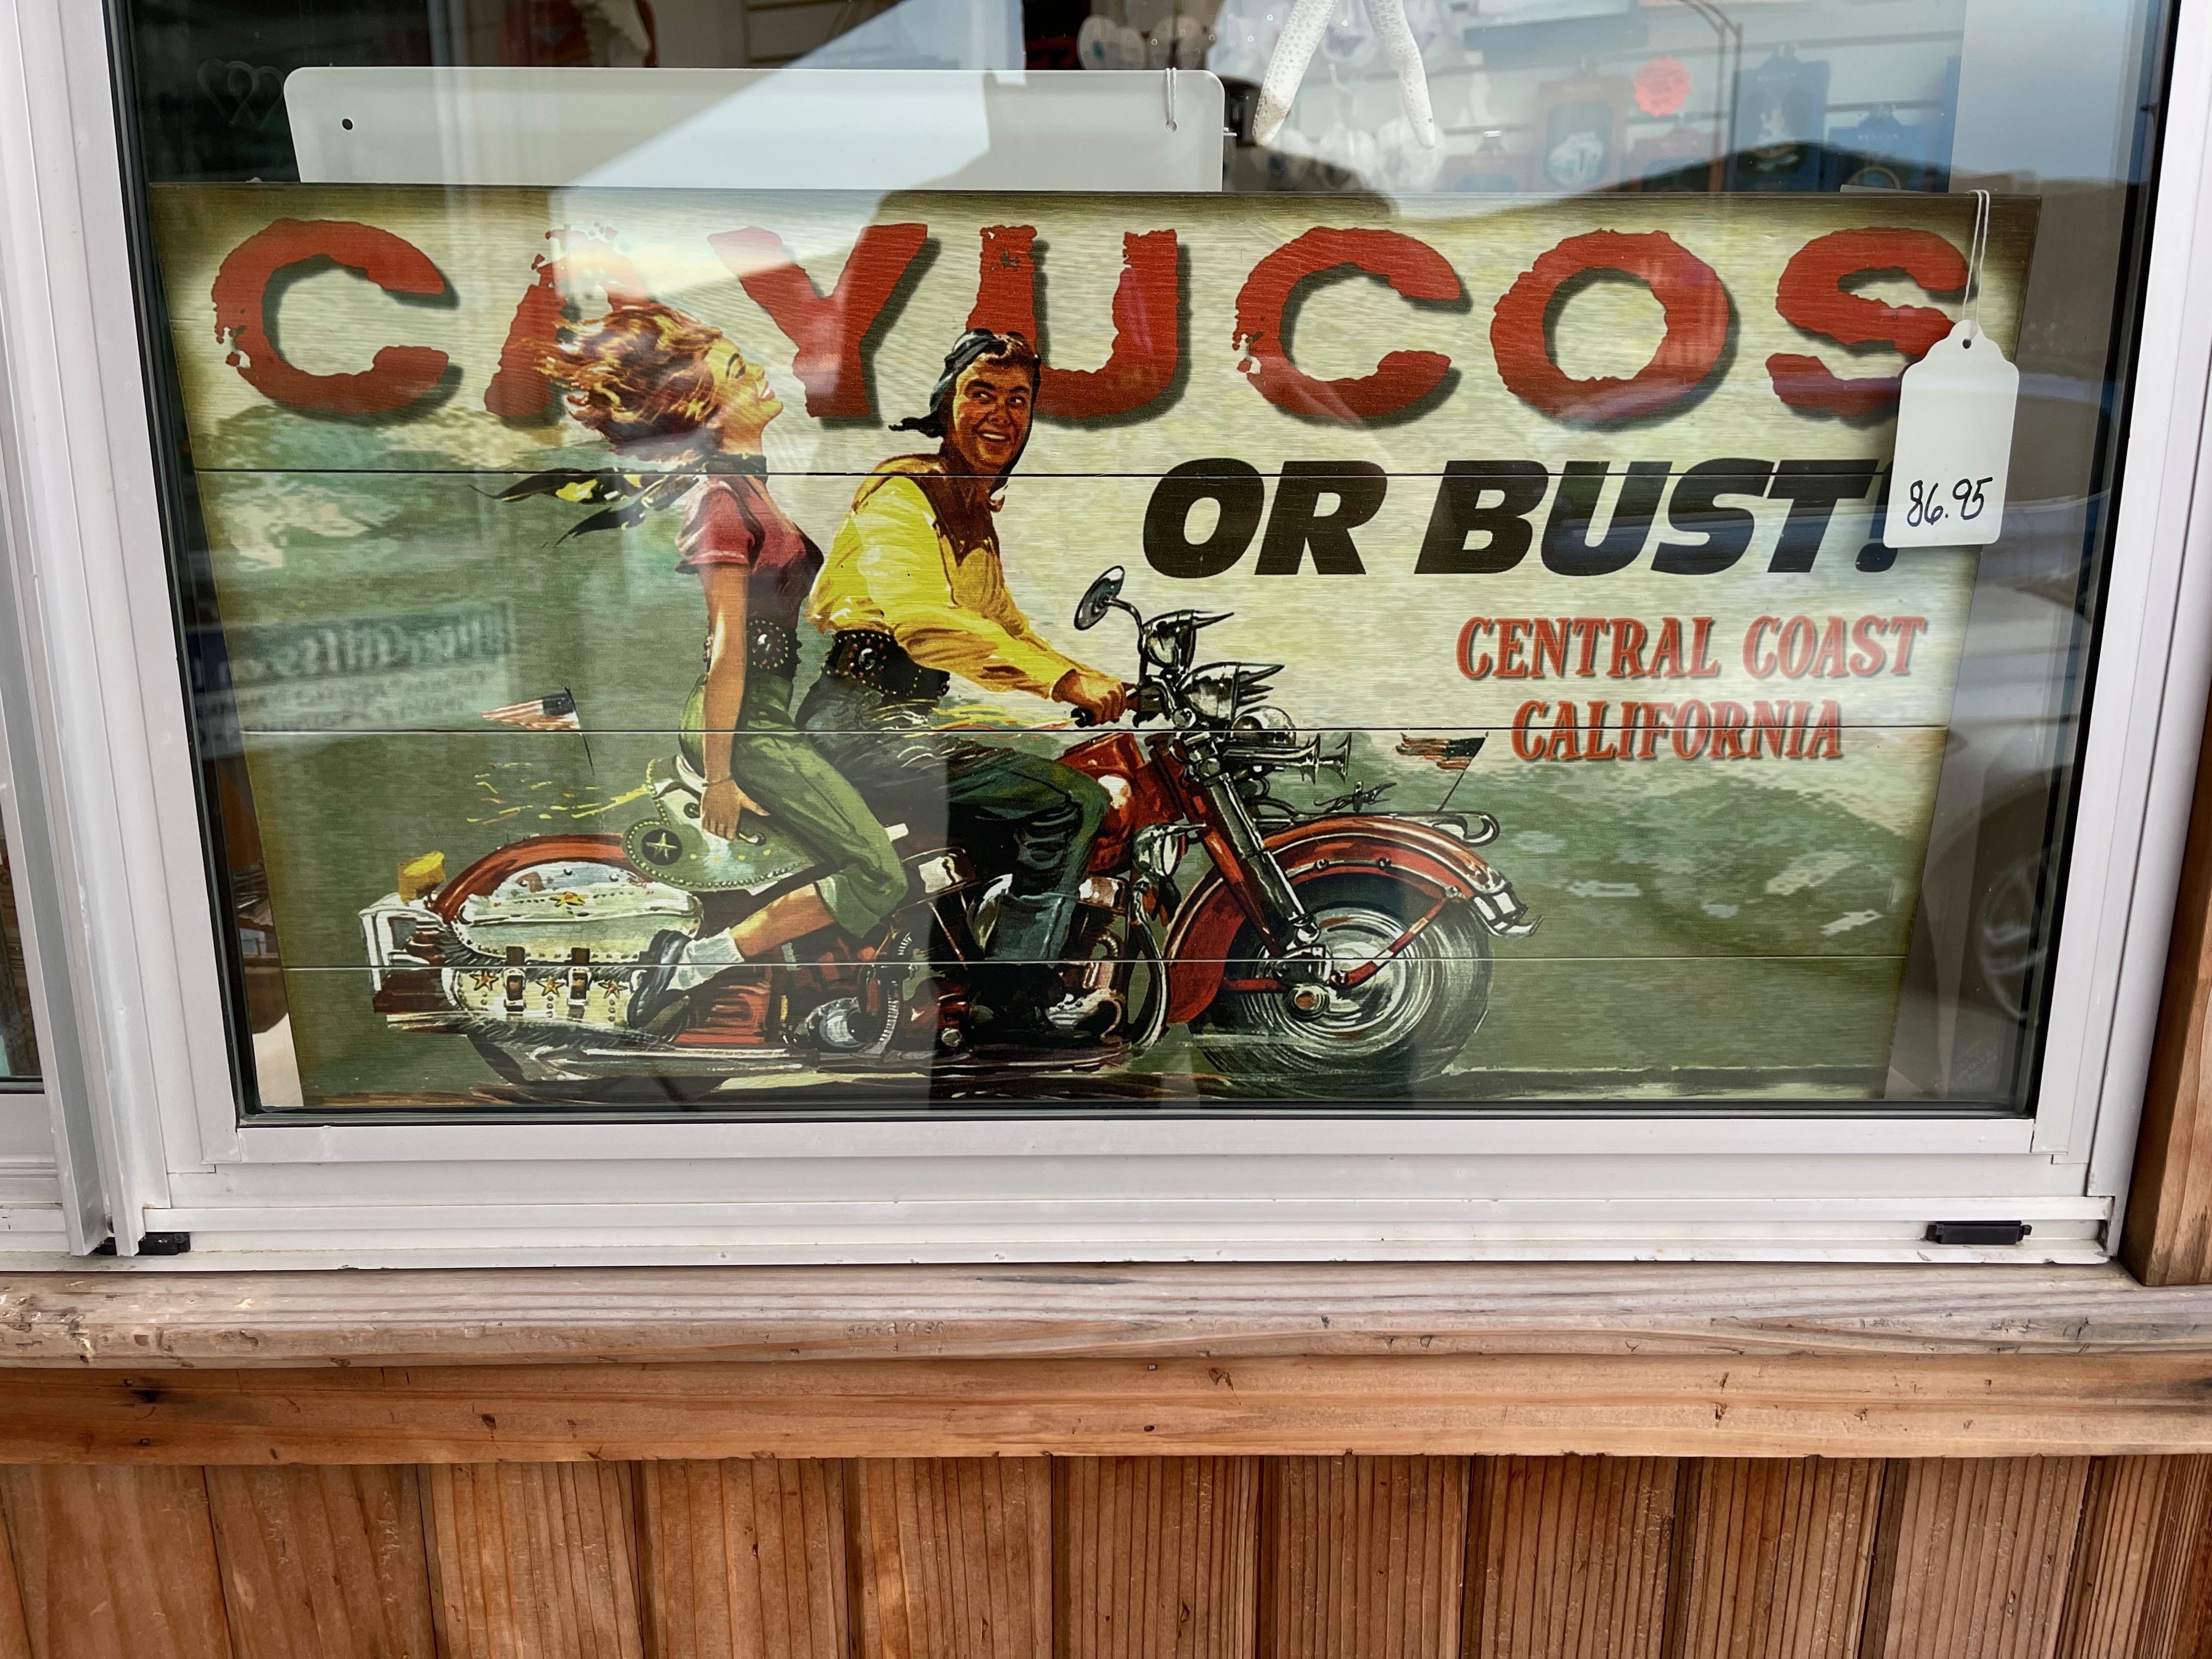 CAYUCOS
OR BUST!
86.95
CENTRAL COAST
CALIFORNIA